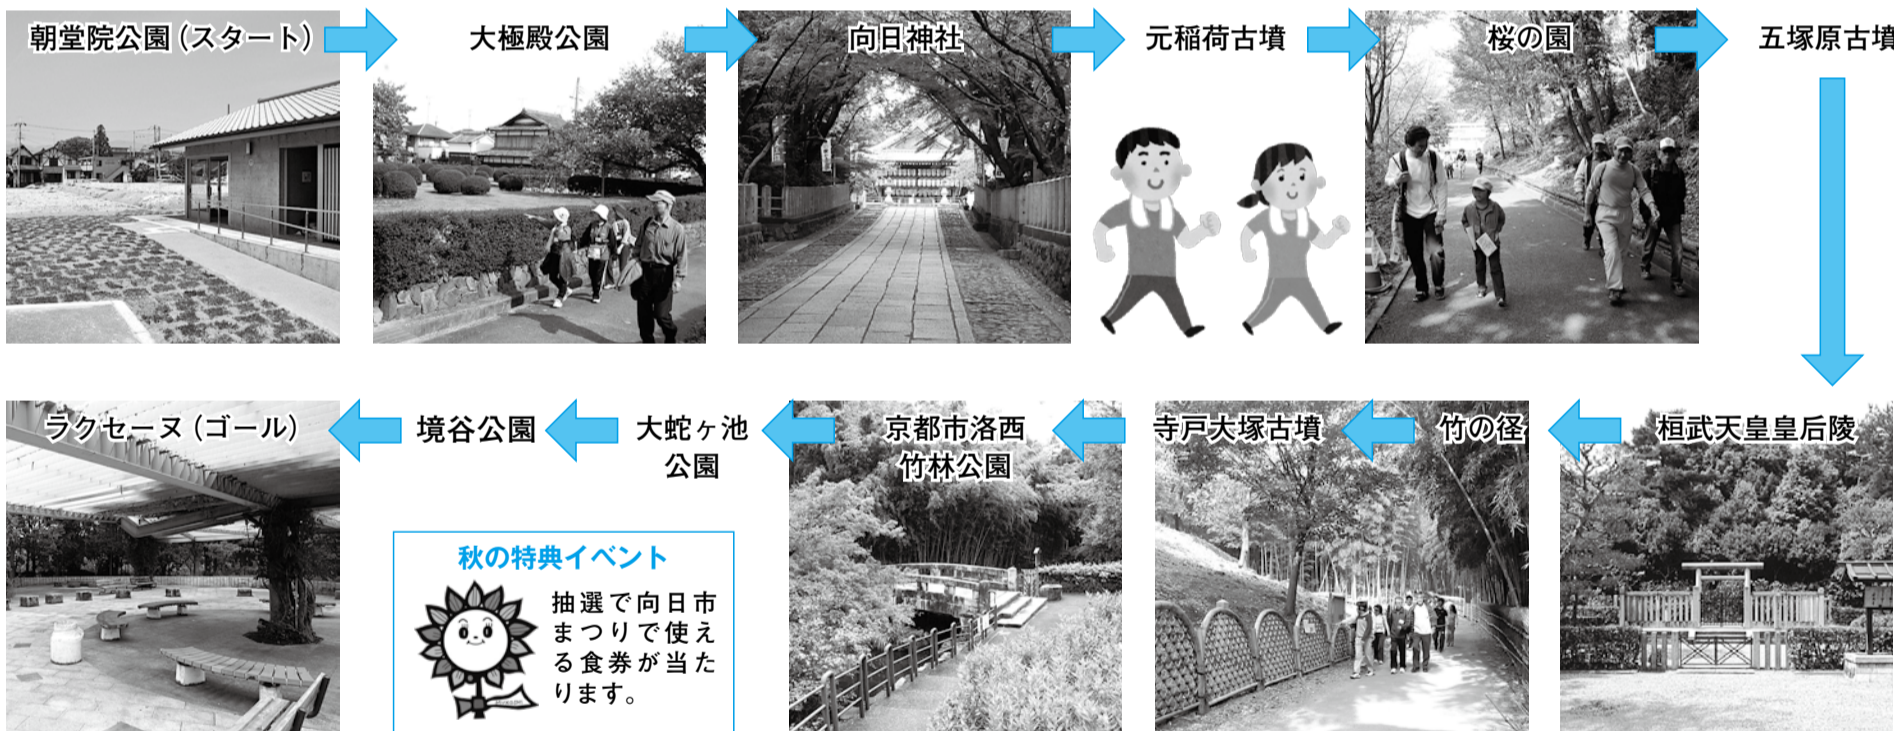 朝堂院公園(スタート)
大極殿公園
向日神社
元稲荷古墳
桜の園
五塚原古墳
桓武天皇皇后陵
竹の径
寺戸大塚古墳
京都市洛西
竹林公園
大蛇ヶ池
公園
境谷公園
ラクセーヌ(ゴール)
秋の特典イベント
抽選で向日市
まつりで使え
る食券が当た
ります。